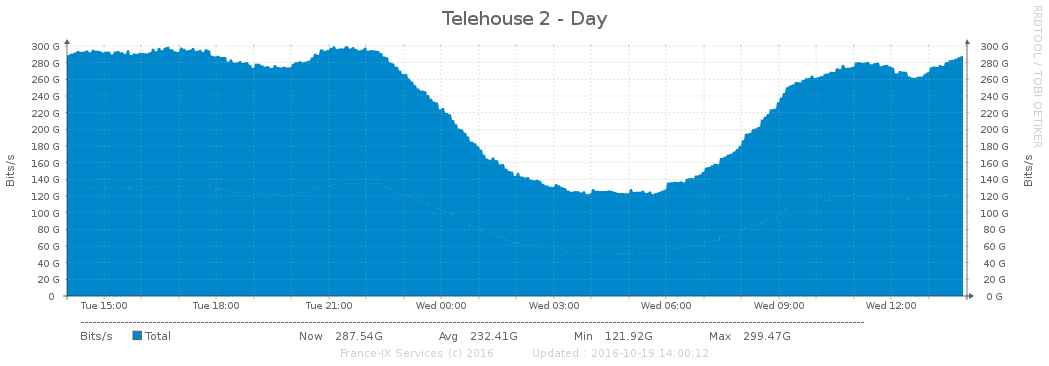 Telehouse 2 - Day
RRDTOOL / TOBI OETIKER
Bits/s
Bits/s
300 G 300 G
280 G 280 G
260 G 260 G
240 G 240 G
220 G 220 G
200 G 200 G
180 G 180 G
160 G 160 G
140 G 140 G
120 G 120 G
100 G 100 G
80 G 80 G
60 G 60 G
40 G 40 G
20 G 20 G
0 0 G
Tue 15:00 Tue 18:00 Tue 21:00 Wed 00:00 Wed 03:00 Wed 06:00 Wed 09:00 Wed 12:00
Bits/s Total Now 287.54G Avg 232.41G Min 121.92G Max 299.47G
France-IX Services (c) 2016 Updated : 2016-10-19 14:00:12